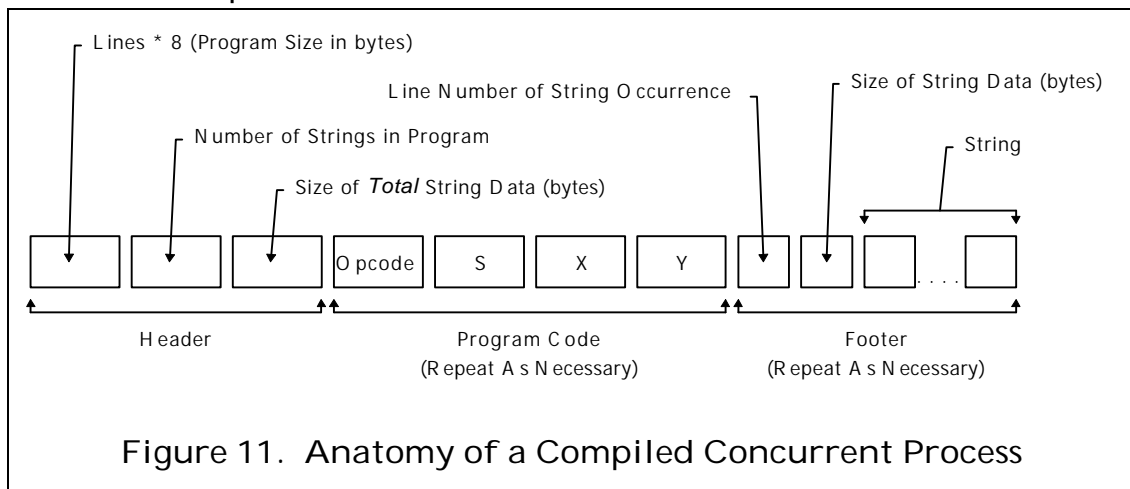 Lines * 8 (Program Size in bytes)
Line Number of String Occurrence
Size of String Data (bytes)
Number of Strings in Program
String
Size of Total String Data (bytes)
Opcode S X Y
. . . .
Header
Program Code
(Repeat As Necessary)
Footer
(Repeat As Necessary)
Figure 11. Anatomy of a Compiled Concurrent Process